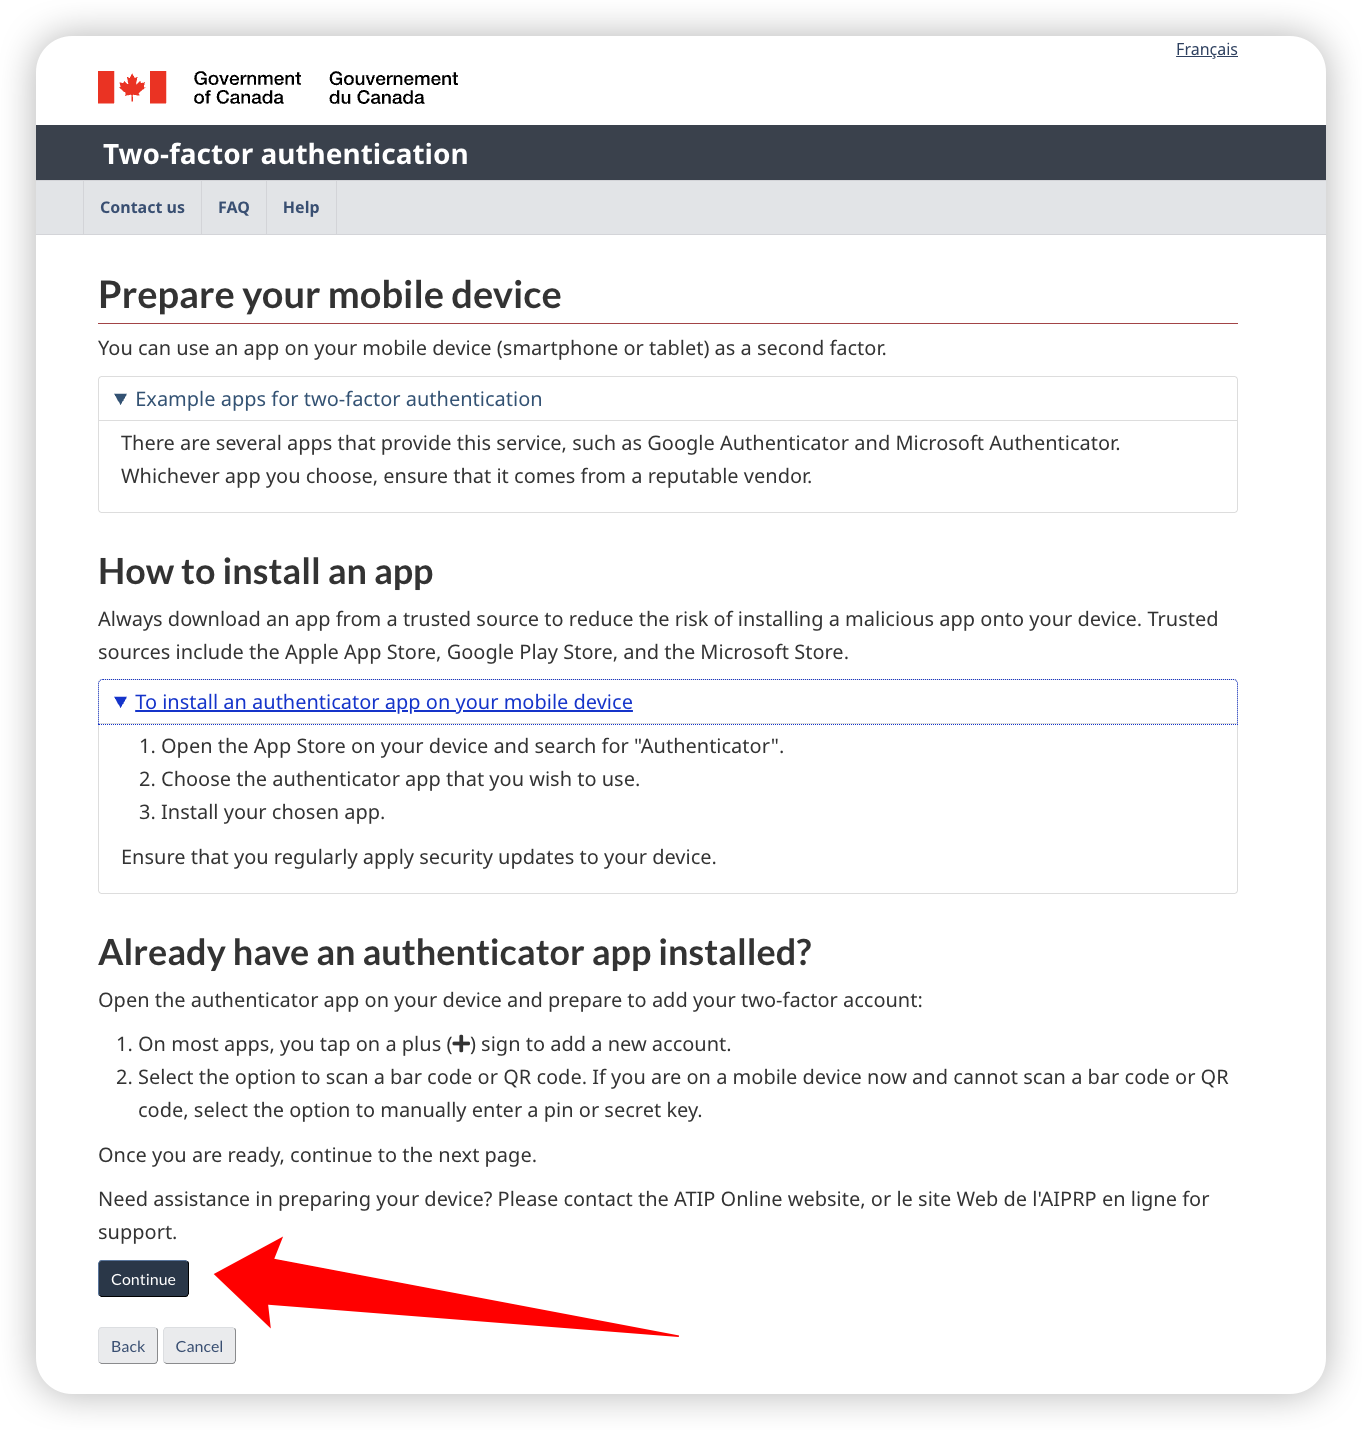 Français
Government of Canada
Gouvernement du Canada
Two-factor authentication
Contact us FAQ Help
Prepare your mobile device
You can use an app on your mobile device (smartphone or tablet) as a second factor.
▼ Example apps for two-factor authentication
There are several apps that provide this service, such as Google Authenticator and Microsoft Authenticator.
Whichever app you choose, ensure that it comes from a reputable vendor.
How to install an app
Always download an app from a trusted source to reduce the risk of installing a malicious app onto your device. Trusted
sources include the Apple App Store, Google Play Store, and the Microsoft Store.
▼ To install an authenticator app on your mobile device
1. Open the App Store on your device and search for "Authenticator".
2. Choose the authenticator app that you wish to use.
3. Install your chosen app.
Ensure that you regularly apply security updates to your device.
Already have an authenticator app installed?
Open the authenticator app on your device and prepare to add your two-factor account:
1. On most apps, you tap on a plus (+) sign to add a new account.
2. Select the option to scan a bar code or QR code. If you are on a mobile device now and cannot scan a bar code or QR
code, select the option to manually enter a pin or secret key.
Once you are ready, continue to the next page.
Need assistance in preparing your device? Please contact the ATIP Online website, or le site Web de l'AIPRP en ligne for
support.
Continue
Back Cancel